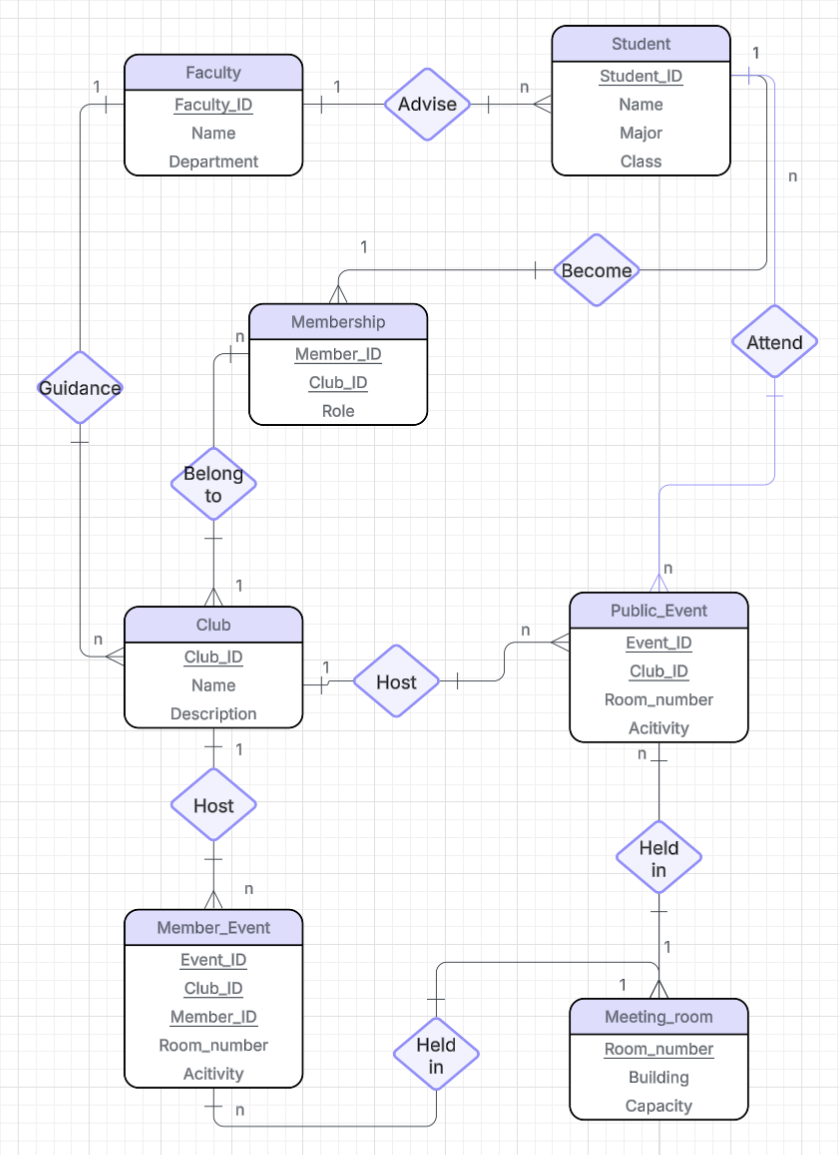 Student
1
Student_ID
Name
Major
Class
Faculty
1
Faculty_ID
Name
Department
1
Advise
n
n
1
Become
Membership
n
Member_ID
Club_ID
Role
Attend
Guidance
Belong
to
n
1
Public_Event
Event_ID
Club_ID
Room_number
Acitivity
Club
n
Club_ID
Name
Description
1
Host
n
1
n
Host
Held
in
n
1
Member_Event
Event_ID
Club_ID
Member_ID
Room_number
Acitivity
1
Meeting_room
Room_number
Building
Capacity
Held
in
n